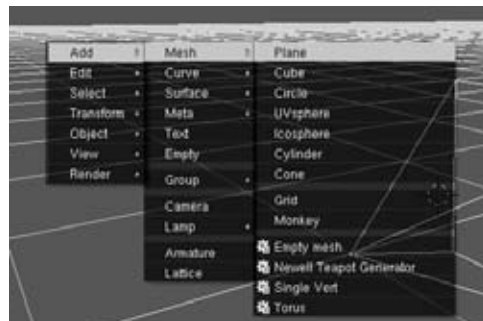 Add
Edit
Select
Transform
Object
View
Render
Mesh
Curve
Surface
Meta
Text
Empty
Group
Camera
Lamp
Armature
Lattice
Plane
Cube
Circle
UVsphere
Icosphere
Cylinder
Cone
Grid
Monkey
Empty mesh
Newell Teapot Generator
Single Vert
Torus